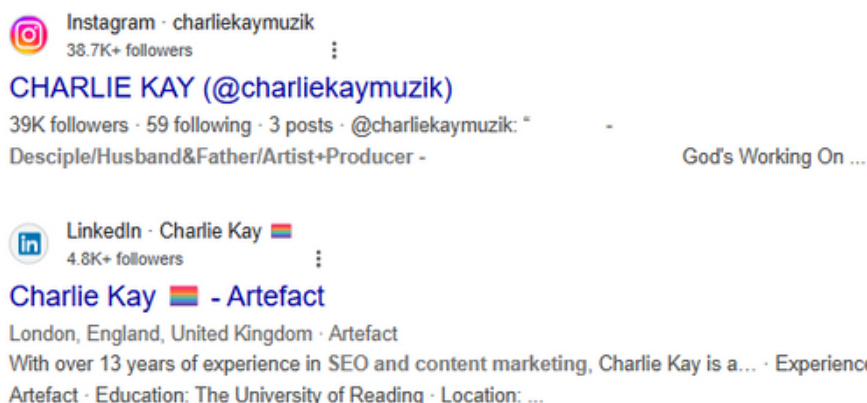 Instagram · charliekaymuzik
38.7K+ followers
CHARLIE KAY (@charliekaymuzik)
39K followers · 59 following · 3 posts · @charliekaymuzik: “ -
Desciple/Husband&Father/Artist+Producer - God's Working On ...
LinkedIn · Charlie Kay 🏳️‍🌈
4.8K+ followers
Charlie Kay 🏳️‍🌈 - Artefact
London, England, United Kingdom · Artefact
With over 13 years of experience in SEO and content marketing, Charlie Kay is a... · Experience
Artefact · Education: The University of Reading · Location: ...